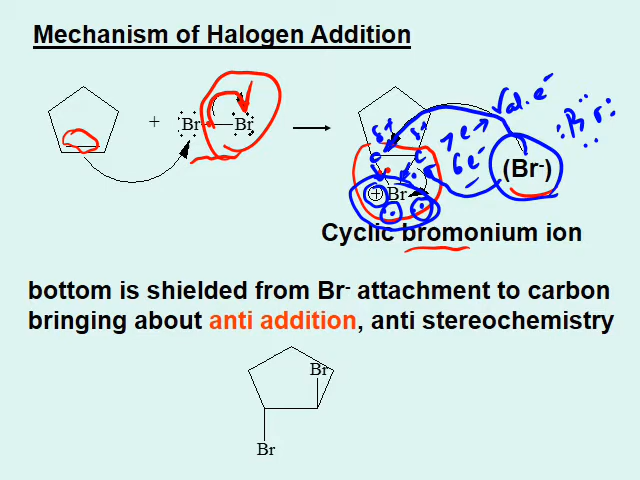 Mechanism of Halogen Addition
Val. e⁻
:Br:
δ⁺ δ⁺
7e⁻
+ Br Br
C C
6e⁻
(Br-)
+ Br
Cyclic bromonium ion
bottom is shielded from Br- attachment to carbon
bringing about anti addition, anti stereochemistry
Br
Br